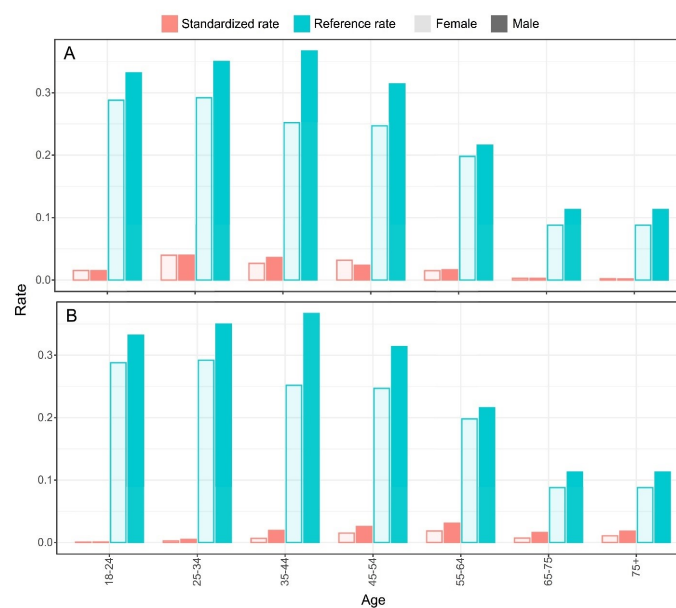 Standardized rate Reference rate Female Male
A
0.3
0.2
0.1
0.0
Rate
B
0.3
0.2
0.1
0.0
18-24 25-34 35-44 45-54 55-64 65-75 75+
Age